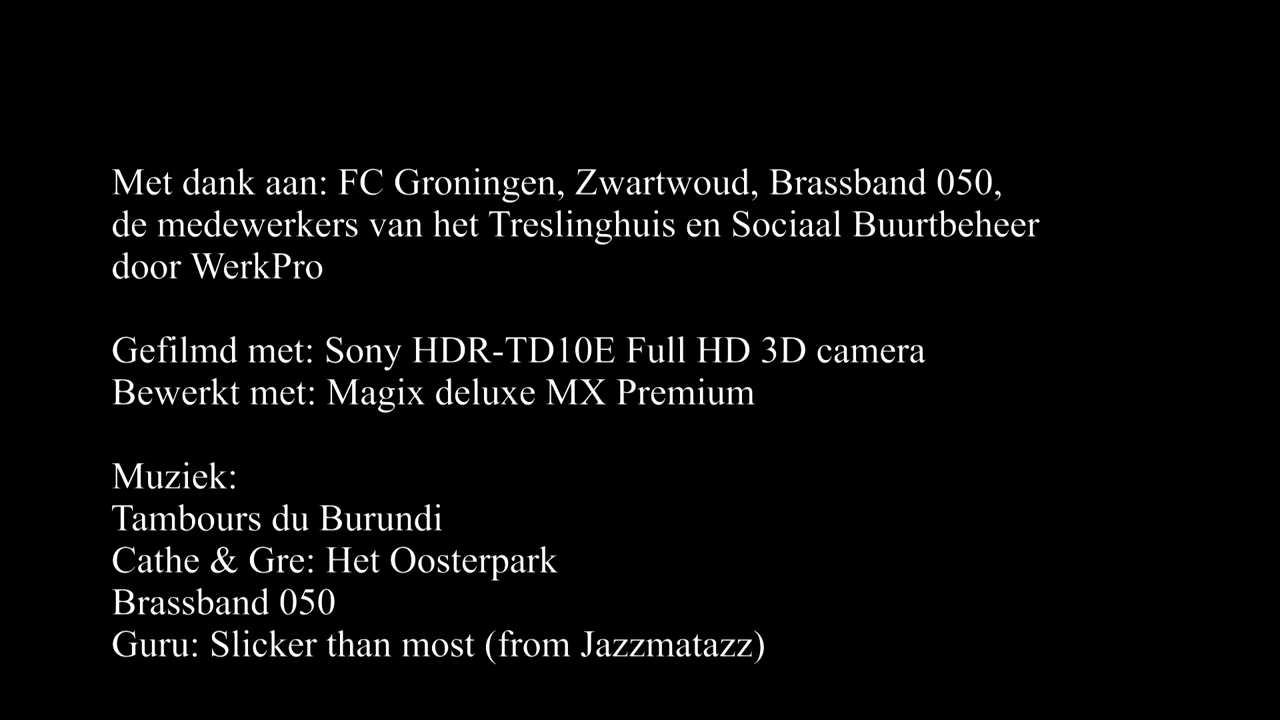 Met dank aan: FC Groningen, Zwartwoud, Brassband 050,
de medewerkers van het Treslinghuis en Sociaal Buurtbeheer
door WerkPro
Gefilmd met: Sony HDR-TD10E Full HD 3D camera
Bewerkt met: Magix deluxe MX Premium
Muziek:
Tambours du Burundi
Cathe & Gre: Het Oosterpark
Brassband 050
Guru: Slicker than most (from Jazzmatazz)